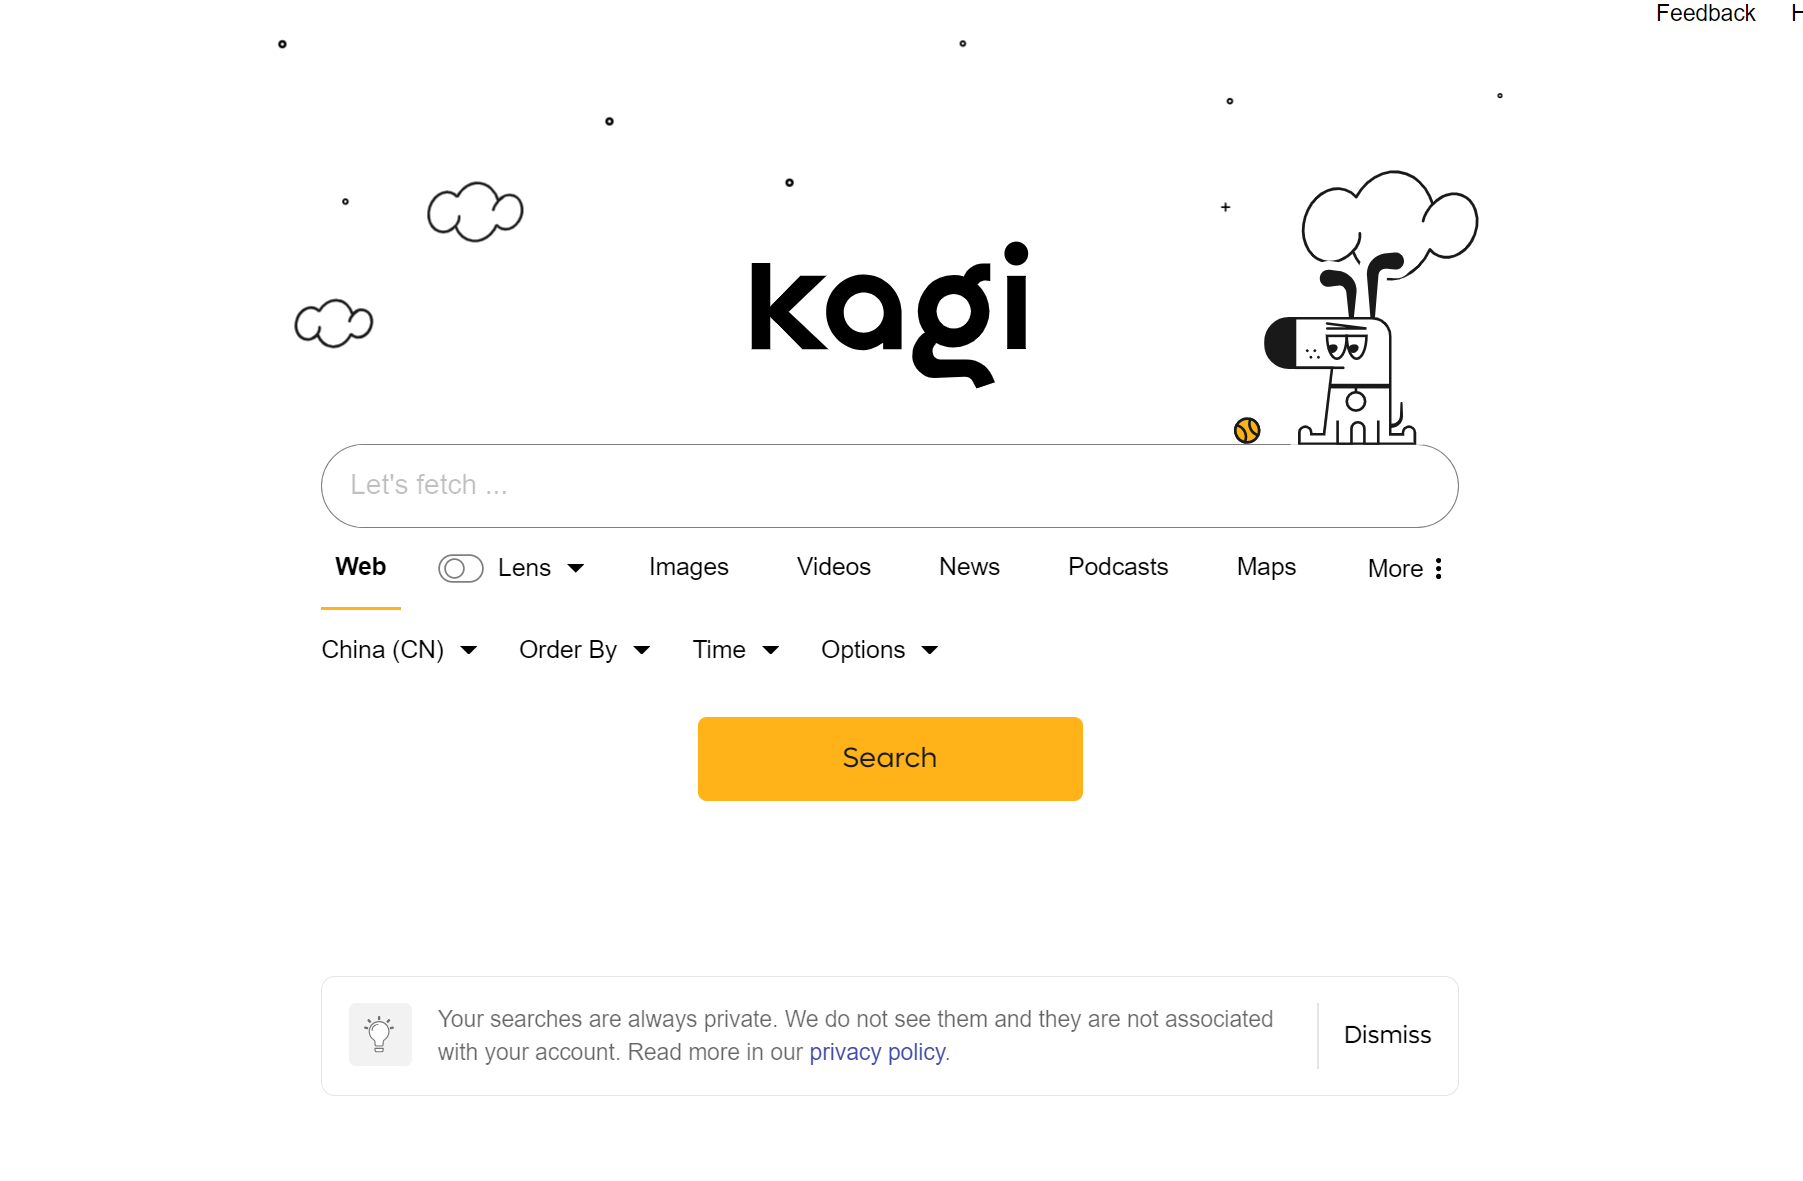 Feedback H
kagi
Let's fetch ...
Web Lens Images Videos News Podcasts Maps More
China (CN) Order By Time Options
Search
Your searches are always private. We do not see them and they are not associated
with your account. Read more in our privacy policy.
Dismiss